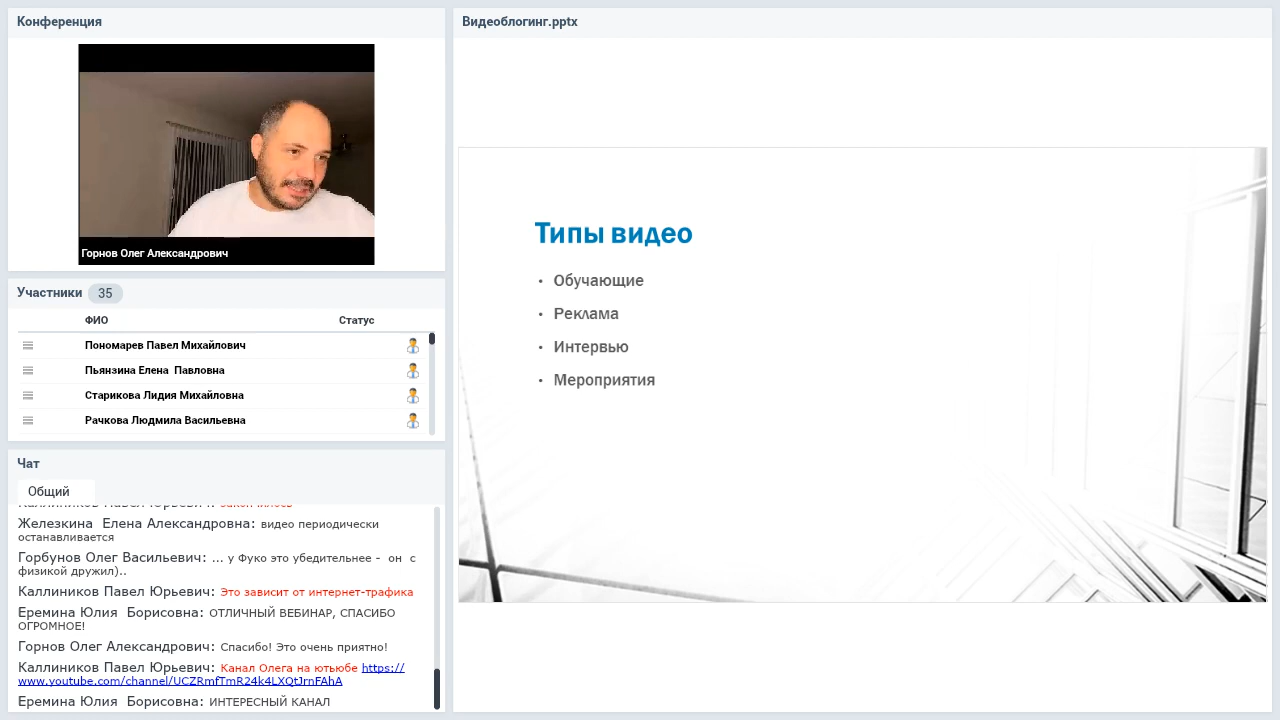 Конференция
Горнов Олег Александрович
Участники 35
ФИО Статус
Пономарев Павел Михайлович
Пьянзина Елена Павловна
Старикова Лидия Михайловна
Рачкова Людмила Васильевна
Чат
Общий
Каллиников Павел Юрьевич: закончилось
Железкина Елена Александровна: видео периодически
останавливается
Горбунов Олег Васильевич: ... у Фуко это убедительнее - он с
физикой дружил)..
Каллиников Павел Юрьевич: Это зависит от интернет-трафика
Еремина Юлия Борисовна: ОТЛИЧНЫЙ ВЕБИНАР, СПАСИБО
ОГРОМНОЕ!
Горнов Олег Александрович: Спасибо! Это очень приятно!
Каллиников Павел Юрьевич: Канал Олега на ютьюбе https://
www.youtube.com/channel/UCZRmfTmR24k4LXQtJrnFAhA
Еремина Юлия Борисовна: ИНТЕРЕСНЫЙ КАНАЛ
Видеоблогинг.pptx
Типы видео
• Обучающие
• Реклама
• Интервью
• Мероприятия